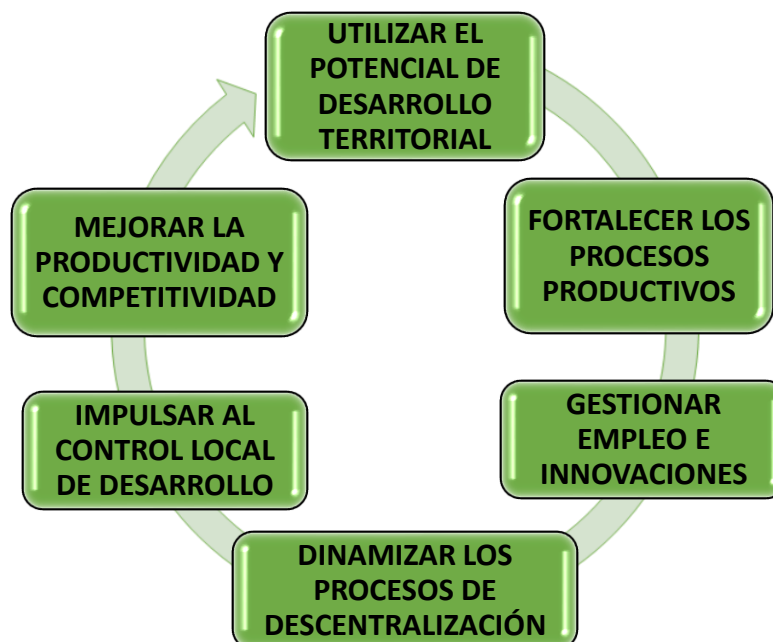 UTILIZAR EL
POTENCIAL DE
DESARROLLO
TERRITORIAL
FORTALECER LOS
PROCESOS
PRODUCTIVOS
GESTIONAR
EMPLEO E
INNOVACIONES
DINAMIZAR LOS
PROCESOS DE
DESCENTRALIZACIÓN
IMPULSAR AL
CONTROL LOCAL
DE DESARROLLO
MEJORAR LA
PRODUCTIVIDAD Y
COMPETITIVIDAD